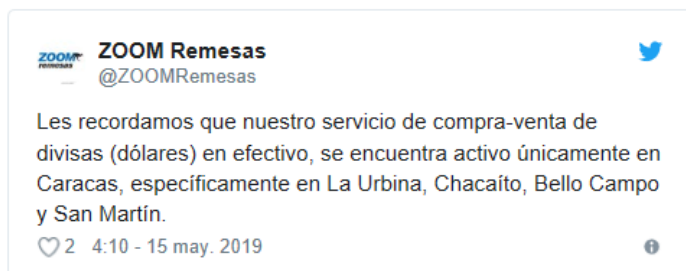 ZOOM
remesas
ZOOM Remesas
@ZOOMRemesas
Les recordamos que nuestro servicio de compra-venta de
divisas (dólares) en efectivo, se encuentra activo únicamente en
Caracas, específicamente en La Urbina, Chacaíto, Bello Campo
y San Martín.
2 4:10 - 15 may. 2019